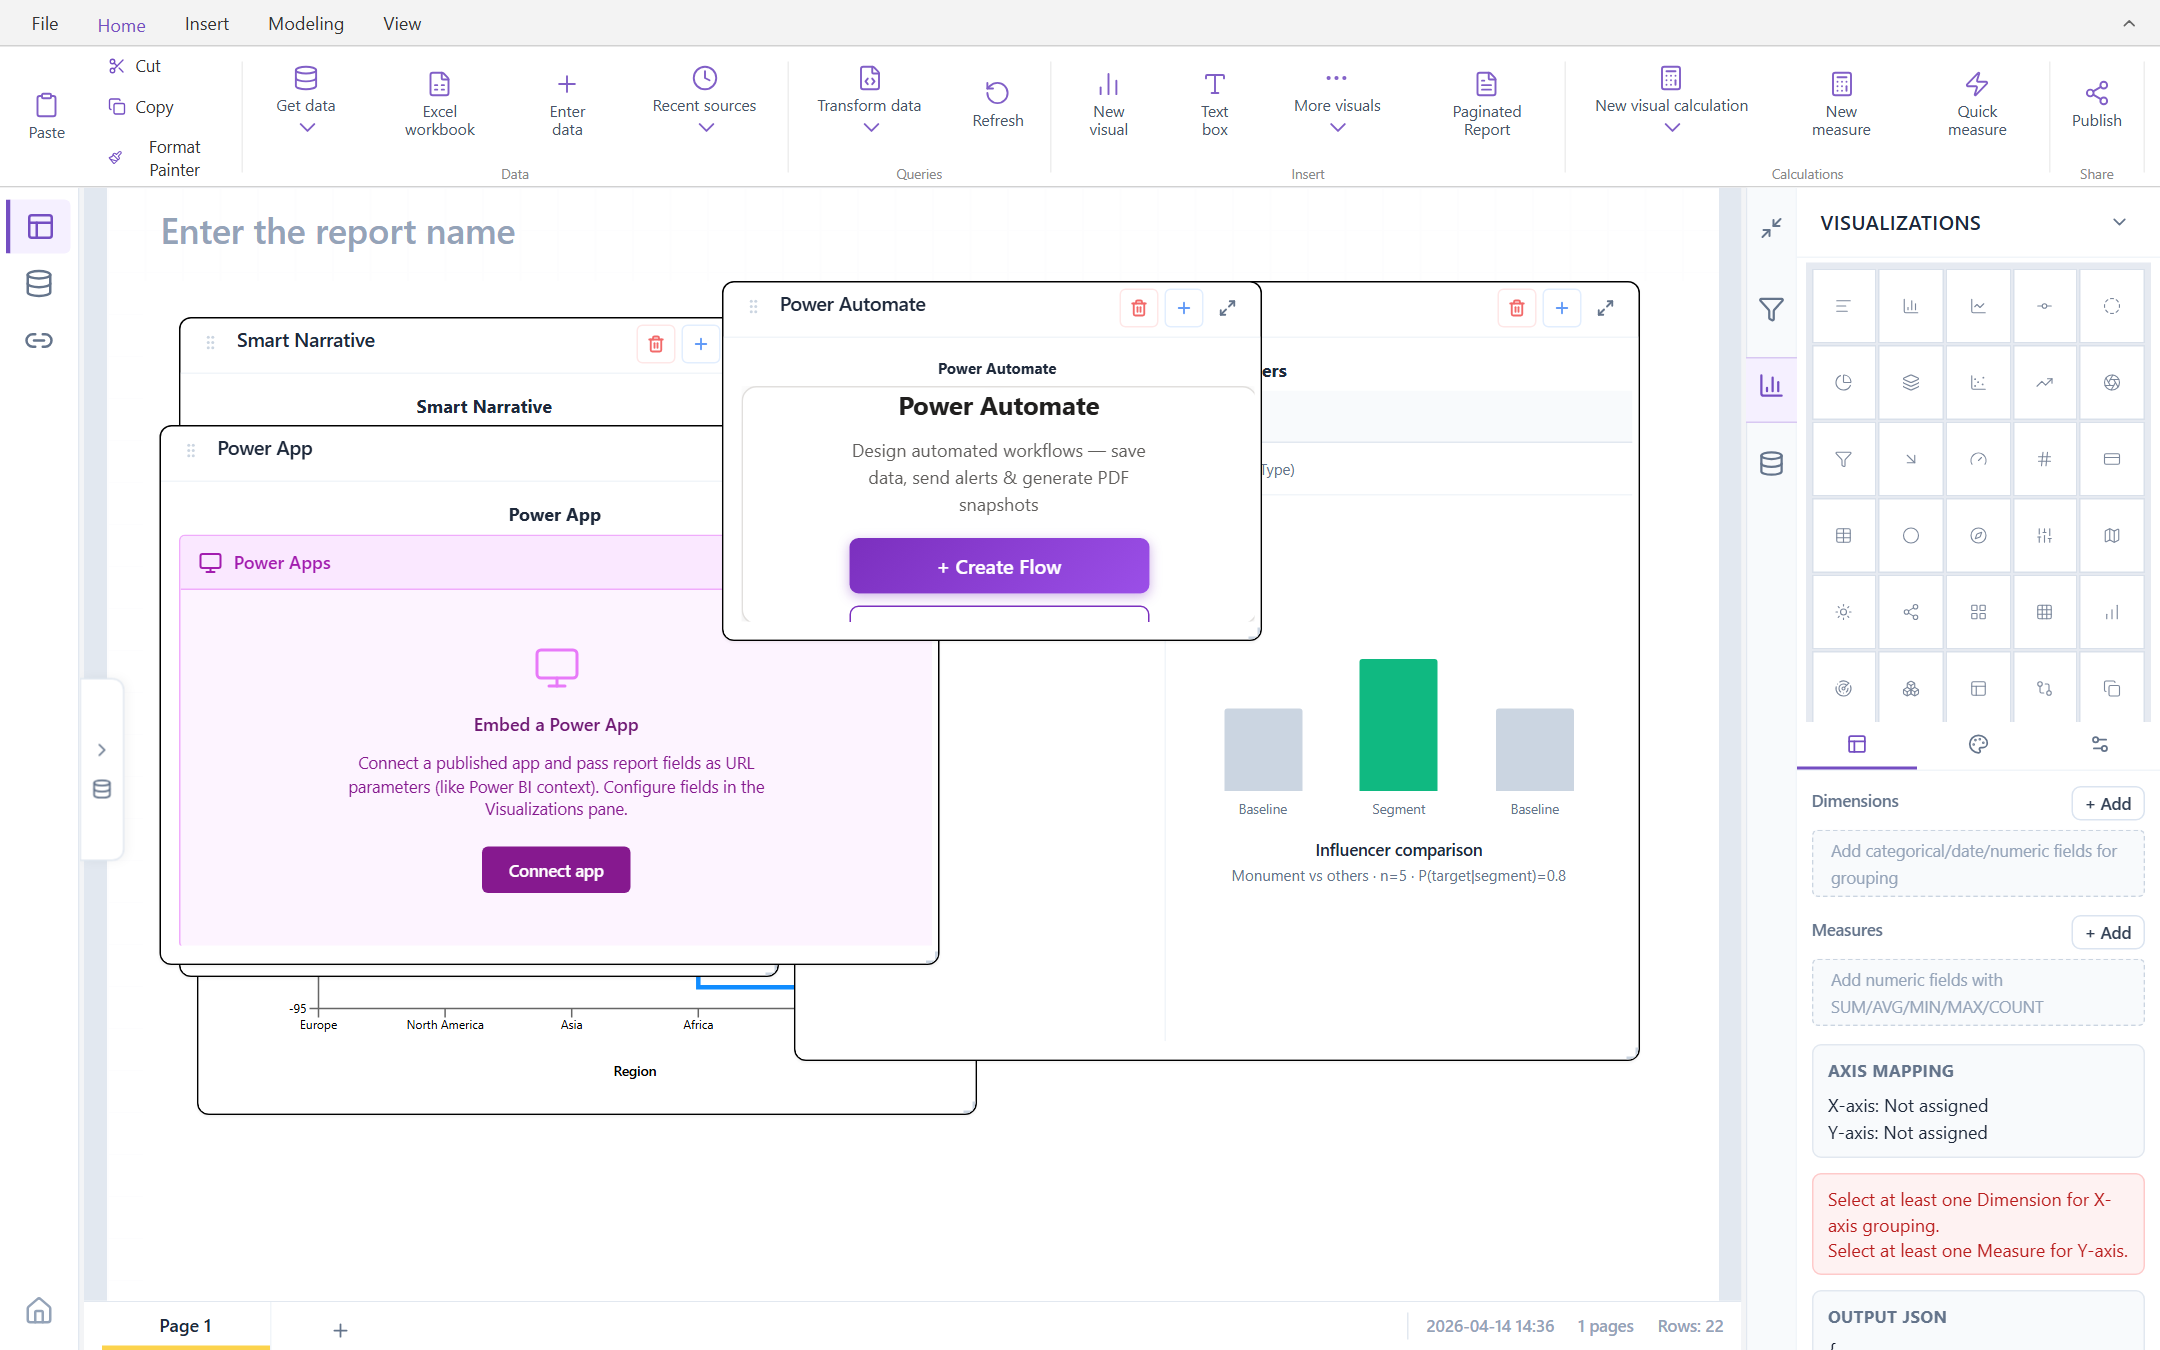 File
Home
Insert
Modeling
View
Paste
Cut
Copy
Format
Painter
Get data
Excel
workbook
Enter
data
Recent sources
Data
Transform data
Refresh
Queries
New
visual
Text
box
More visuals
Paginated
Report
Insert
New visual calculation
New
measure
Quick
measure
Calculations
Publish
Share
Enter the report name
Smart Narrative
Smart Narrative
Power App
Power App
Power Apps
Embed a Power App
Connect a published app and pass report fields as URL
parameters (like Power BI context). Configure fields in the
Visualizations pane.
Connect app
Power Automate
Power Automate
Power Automate
Design automated workflows — save
data, send alerts & generate PDF
snapshots
+ Create Flow
ers
Type)
Baseline
Segment
Baseline
Influencer comparison
Monument vs others · n=5 · P(target|segment)=0.8
-95
Europe
North America
Asia
Africa
Region
VISUALIZATIONS
Dimensions
+ Add
Add categorical/date/numeric fields for
grouping
Measures
+ Add
Add numeric fields with
SUM/AVG/MIN/MAX/COUNT
AXIS MAPPING
X-axis: Not assigned
Y-axis: Not assigned
Select at least one Dimension for X-
axis grouping.
Select at least one Measure for Y-axis.
OUTPUT JSON
{
Page 1
+
2026-04-14 14:36
1 pages
Rows: 22